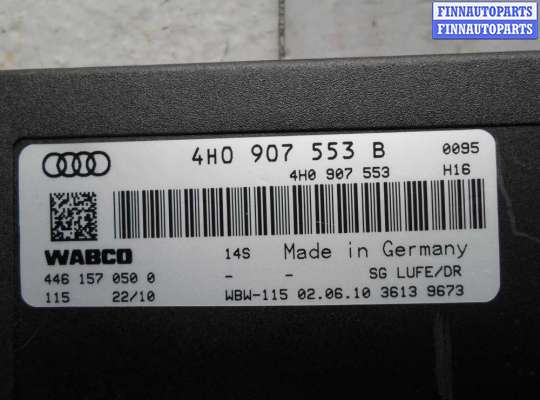 FINNAUTOPARTS
FINNAUTOPARTS
4H0 907 553 B 0095
4H0 907 553 H16
WABCO 14S Made in Germany
446 157 050 0 - - SG LUFE/DR
115 22/10 WBW-115 02.06.10 3613 9673